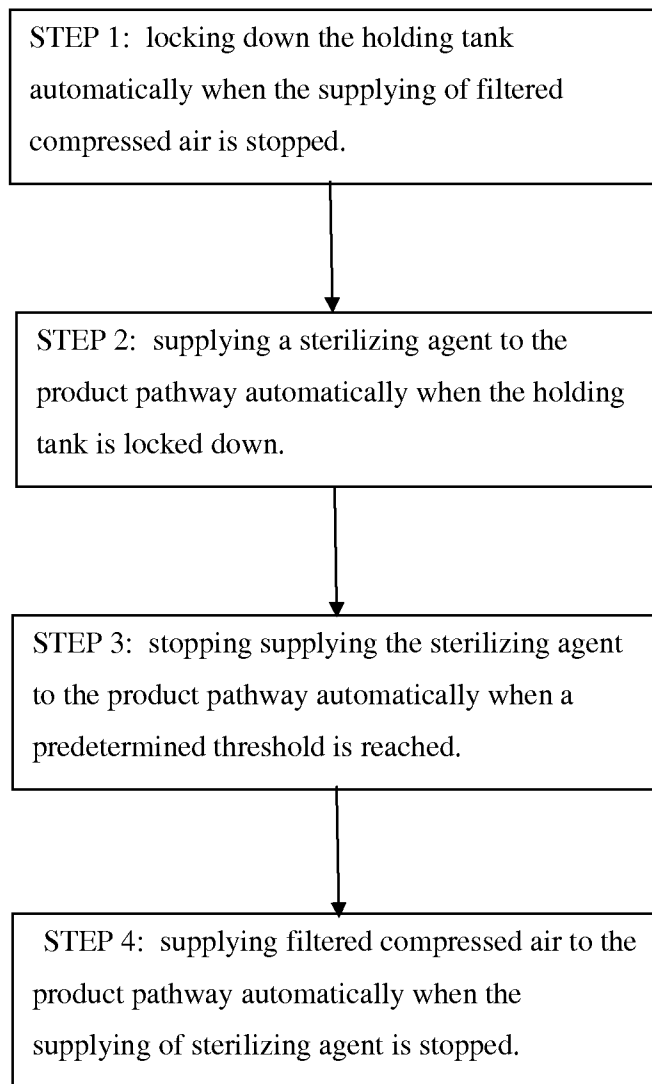 STEP 1:  locking down the holding tank
automatically when the supplying of filtered
compressed air is stopped.
STEP 2:  supplying a sterilizing agent to the
product pathway automatically when the holding
tank is locked down.
STEP 3:  stopping supplying the sterilizing agent
to the product pathway automatically when a
predetermined threshold is reached.
STEP 4:  supplying filtered compressed air to the
product pathway automatically when the
supplying of sterilizing agent is stopped.